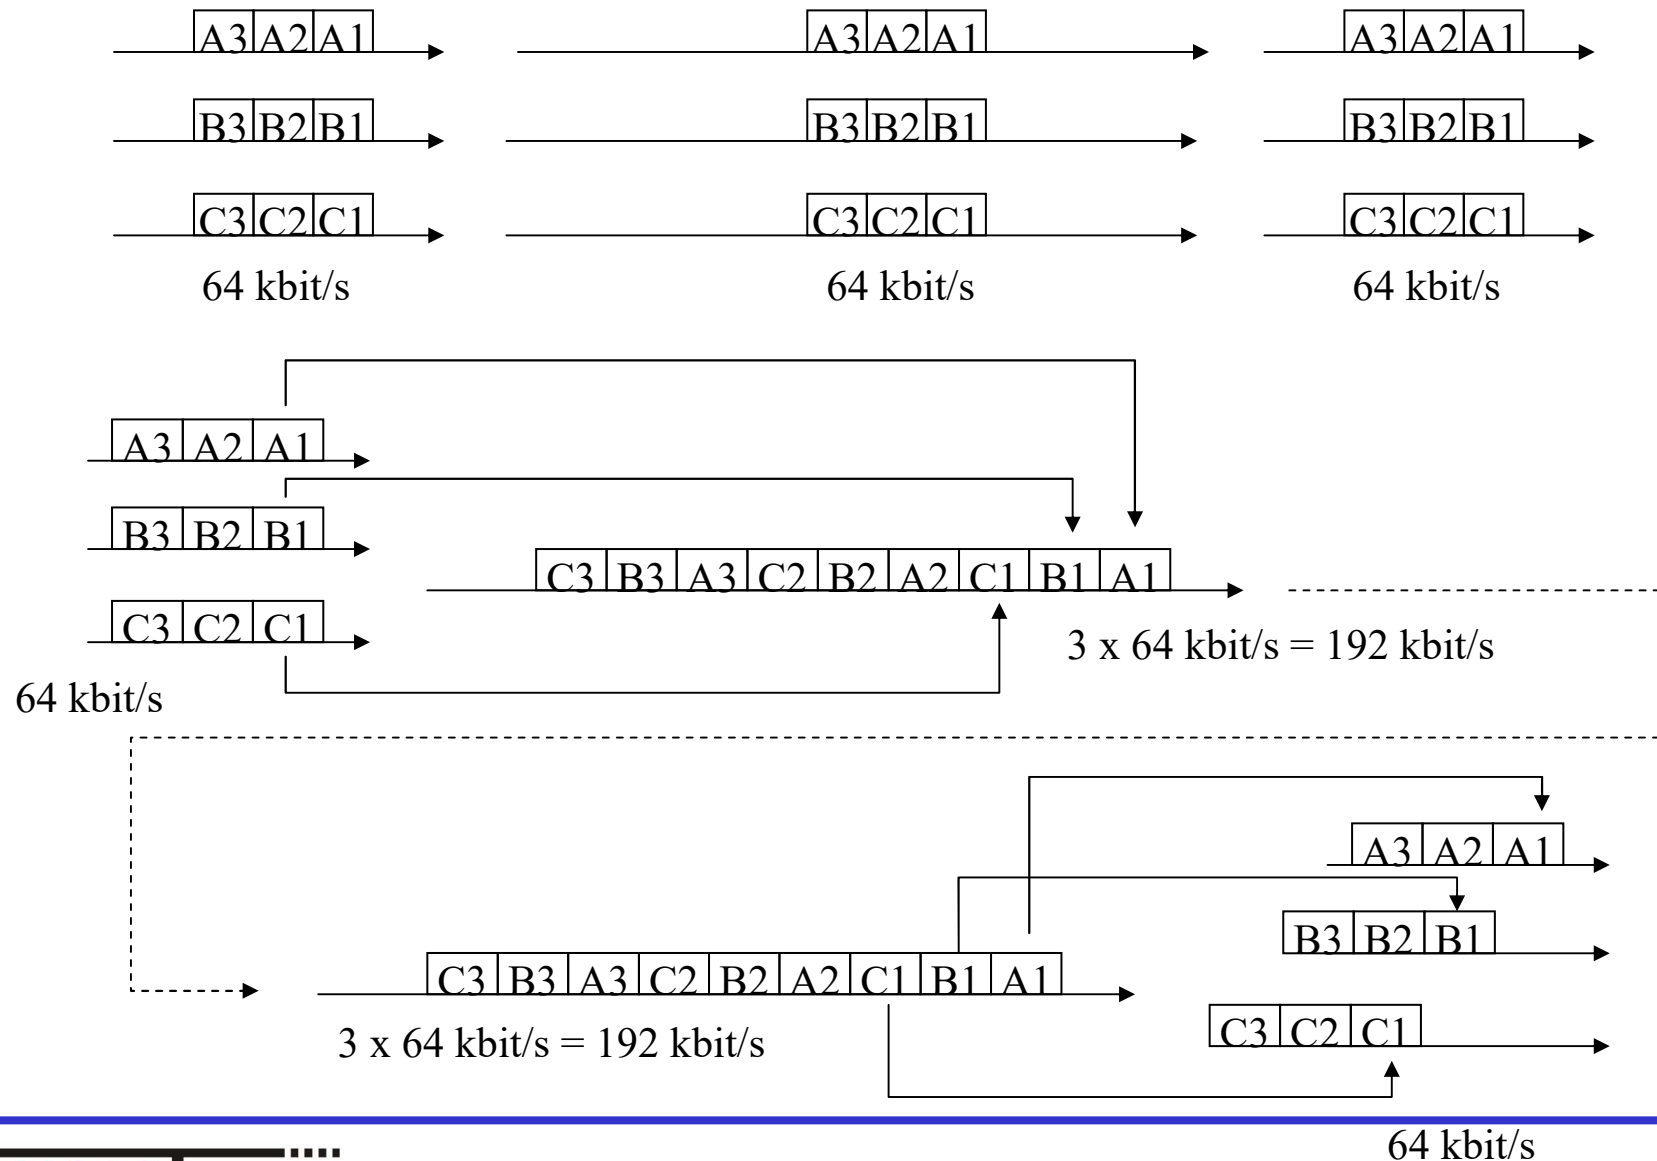 A3 A2 A1 A3 A2 A1 A3 A2 A1
B3 B2 B1 B3 B2 B1 B3 B2 B1
C3 C2 C1 C3 C2 C1 C3 C2 C1
64 kbit/s 64 kbit/s 64 kbit/s
A3 A2 A1
B3 B2 B1
C3 B3 A3 C2 B2 A2 C1 B1 A1
C3 C2 C1
3 x 64 kbit/s = 192 kbit/s
64 kbit/s
A3 A2 A1
B3 B2 B1
C3 B3 A3 C2 B2 A2 C1 B1 A1
C3 C2 C1
3 x 64 kbit/s = 192 kbit/s
64 kbit/s